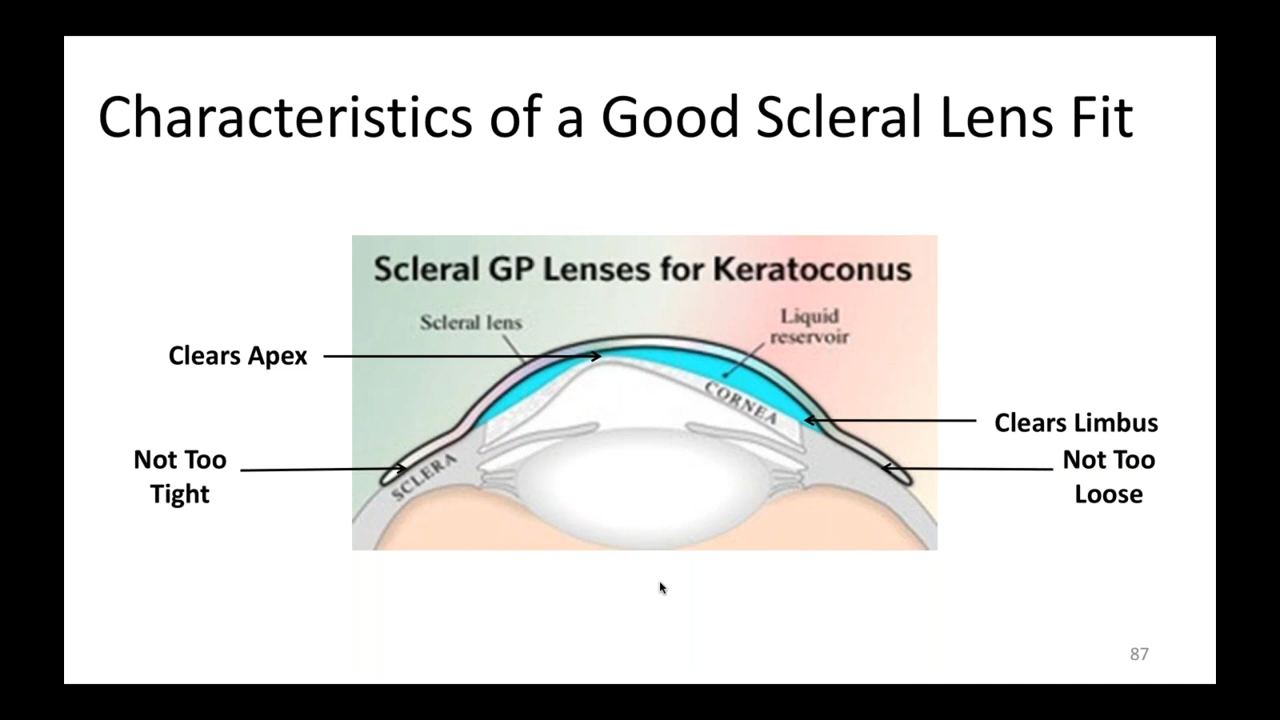 Characteristics of a Good Scleral Lens Fit
Scleral GP Lenses for Keratoconus
Scleral lens
Liquid
reservoir
Clears Apex
CORNEA
Clears Limbus
Not Too
Tight
SCLERA
Not Too
Loose
87